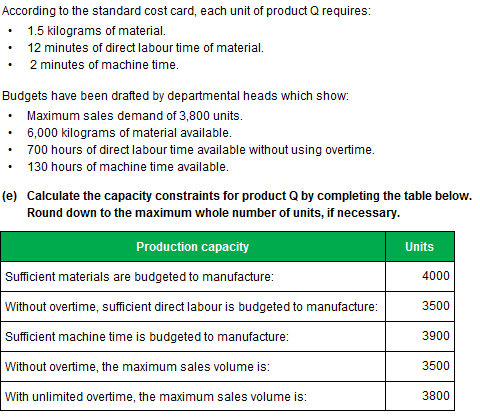 According to the standard cost card, each unit of product Q requires:
• 1.5 kilograms of material.
• 12 minutes of direct labour time of material.
• 2 minutes of machine time.
Budgets have been drafted by departmental heads which show:
• Maximum sales demand of 3,800 units.
• 6,000 kilograms of material available.
• 700 hours of direct labour time available without using overtime.
• 130 hours of machine time available.
(e) Calculate the capacity constraints for product Q by completing the table below.
Round down to the maximum whole number of units, if necessary.
Production capacity Units
Sufficient materials are budgeted to manufacture: 4000
Without overtime, sufficient direct labour is budgeted to manufacture: 3500
Sufficient machine time is budgeted to manufacture: 3900
Without overtime, the maximum sales volume is: 3500
With unlimited overtime, the maximum sales volume is: 3800